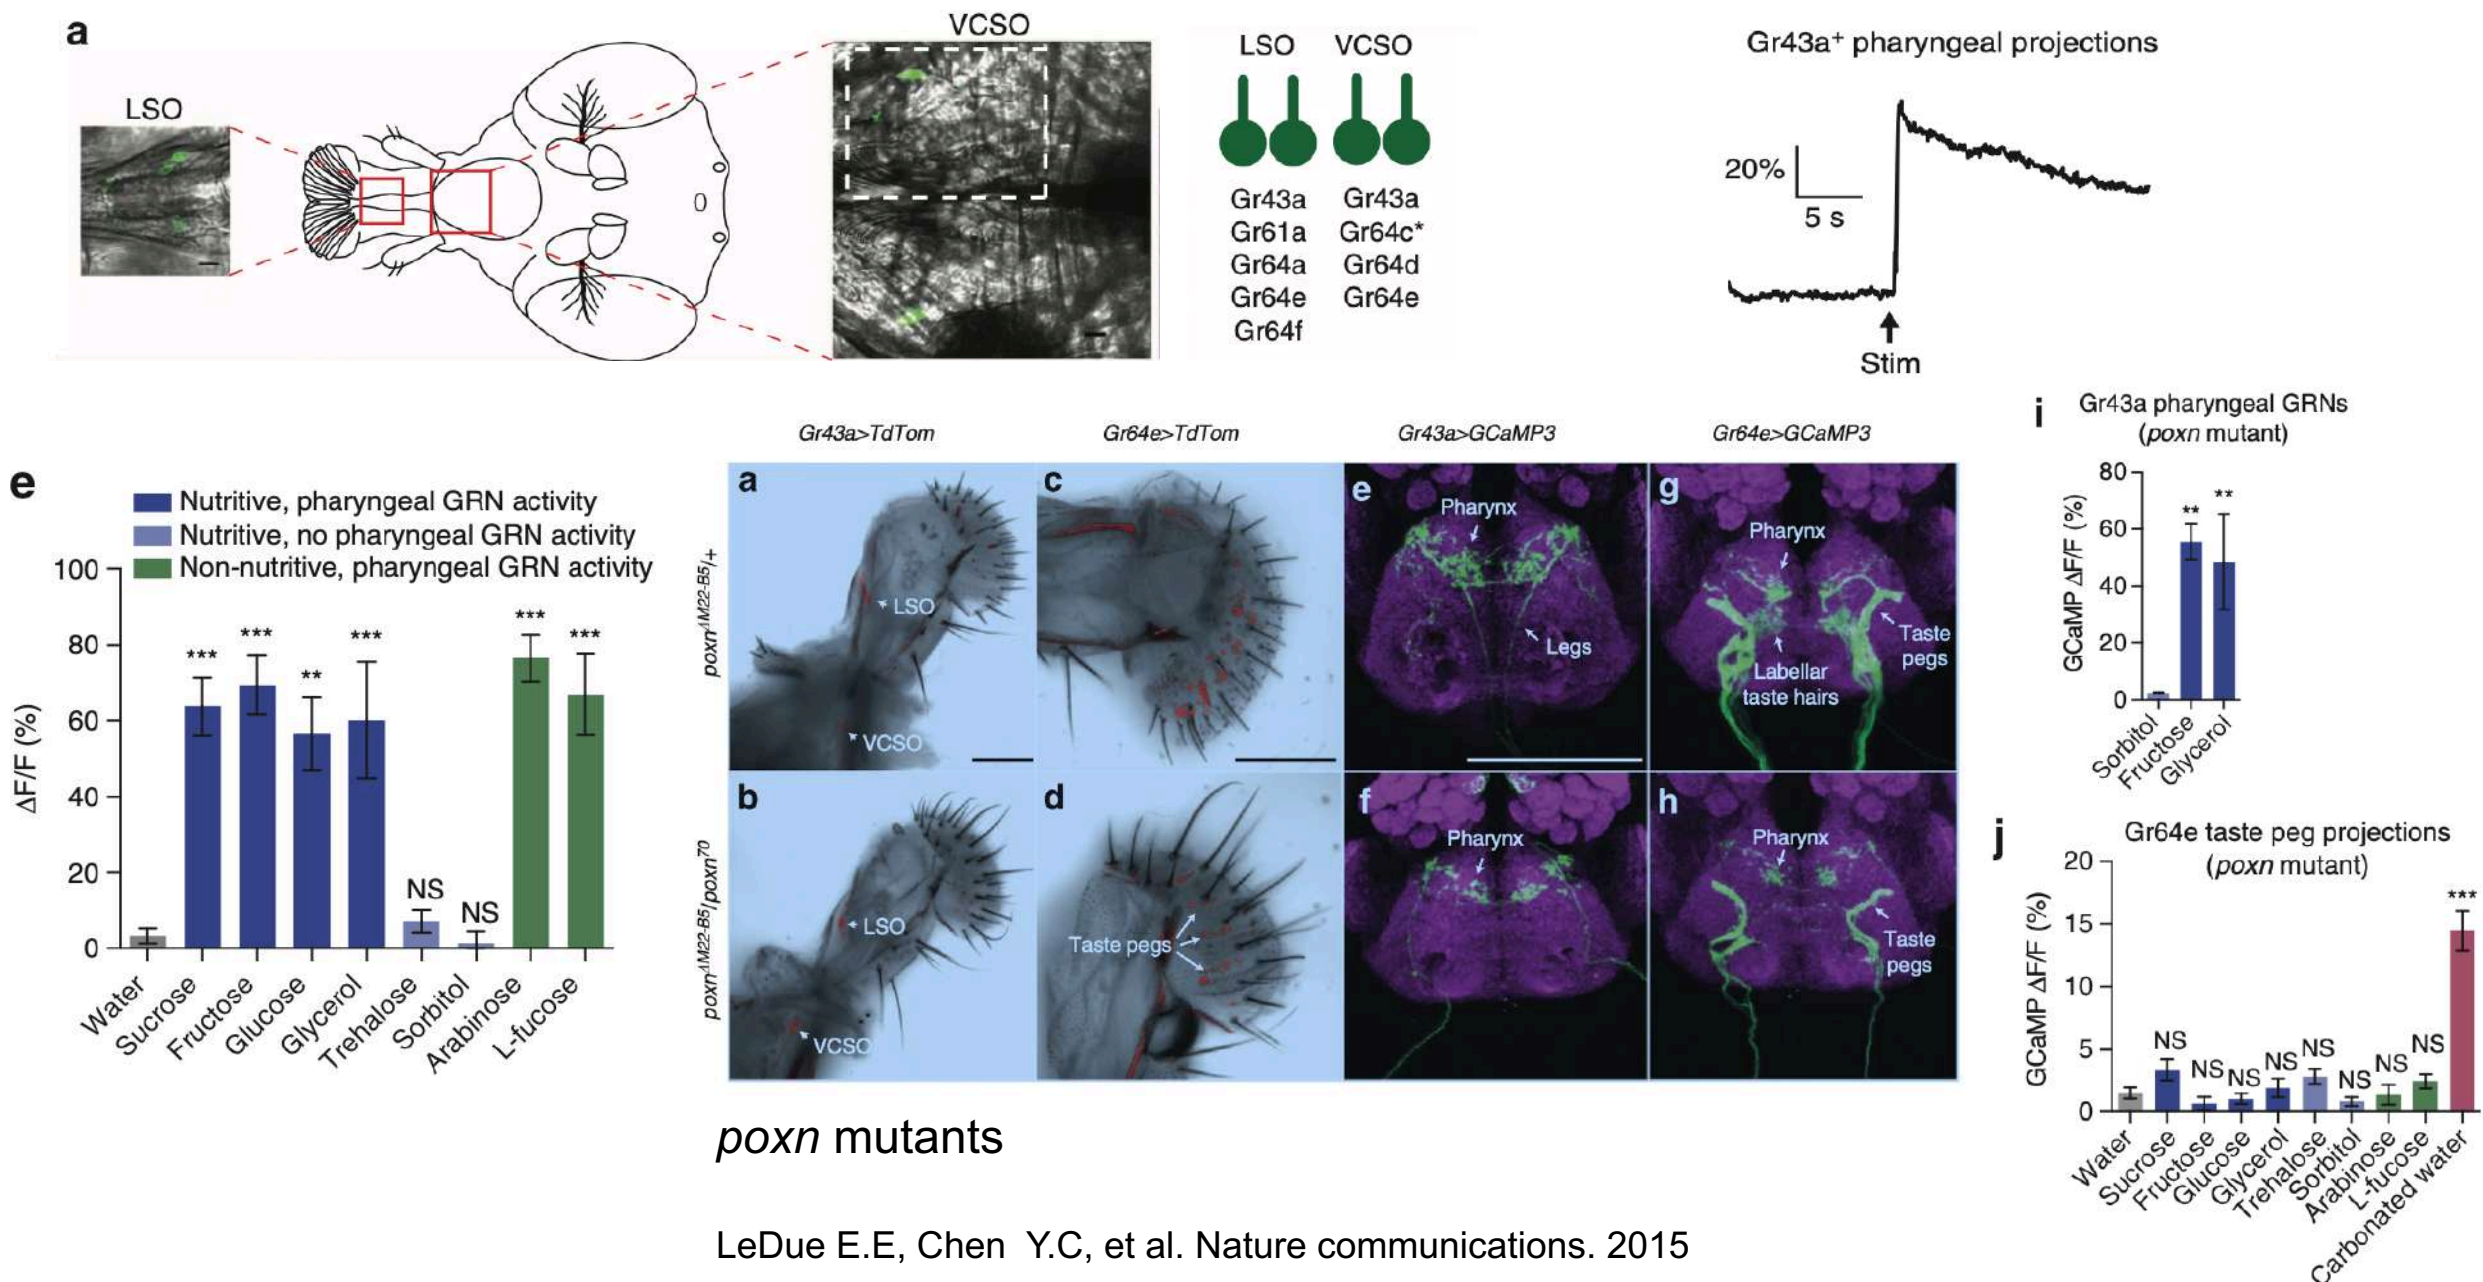 a
LSO
VCSO
LSO VCSO
Gr43a Gr43a
Gr61a Gr64c*
Gr64a Gr64d
Gr64e Gr64e
Gr64f
Gr43a⁺ pharyngeal projections
20%
5 s
Stim
e
Nutritive, pharyngeal GRN activity
Nutritive, no pharyngeal GRN activity
Non-nutritive, pharyngeal GRN activity
ΔF/F (%)
100
80
60
40
20
0
***
***
**
***
NS
NS
***
***
Water
Sucrose
Fructose
Glucose
Glycerol
Trehalose
Sorbitol
Arabinose
L-fucose
Gr43a>TdTom
Gr64e>TdTom
Gr43a>GCaMP3
Gr64e>GCaMP3
poxnΔM22-B5/+
a
LSO
VCSO
c
e
Pharynx
Legs
g
Pharynx
Taste
pegs
Labellar
taste hairs
poxnΔM22-B5/poxn70
b
LSO
VCSO
d
Taste pegs
f
Pharynx
h
Pharynx
Taste
pegs
i
Gr43a pharyngeal GRNs
(poxn mutant)
GCaMP ΔF/F (%)
80
60
40
20
0
**
**
Sorbitol
Fructose
Glycerol
j
Gr64e taste peg projections
(poxn mutant)
GCaMP ΔF/F (%)
20
15
10
5
0
NS
NS
NS
NS
NS
NS
NS
NS
***
Water
Sucrose
Fructose
Glucose
Glycerol
Trehalose
Sorbitol
Arabinose
L-fucose
Carbonated water
poxn mutants
LeDue E.E, Chen Y.C, et al. Nature communications. 2015